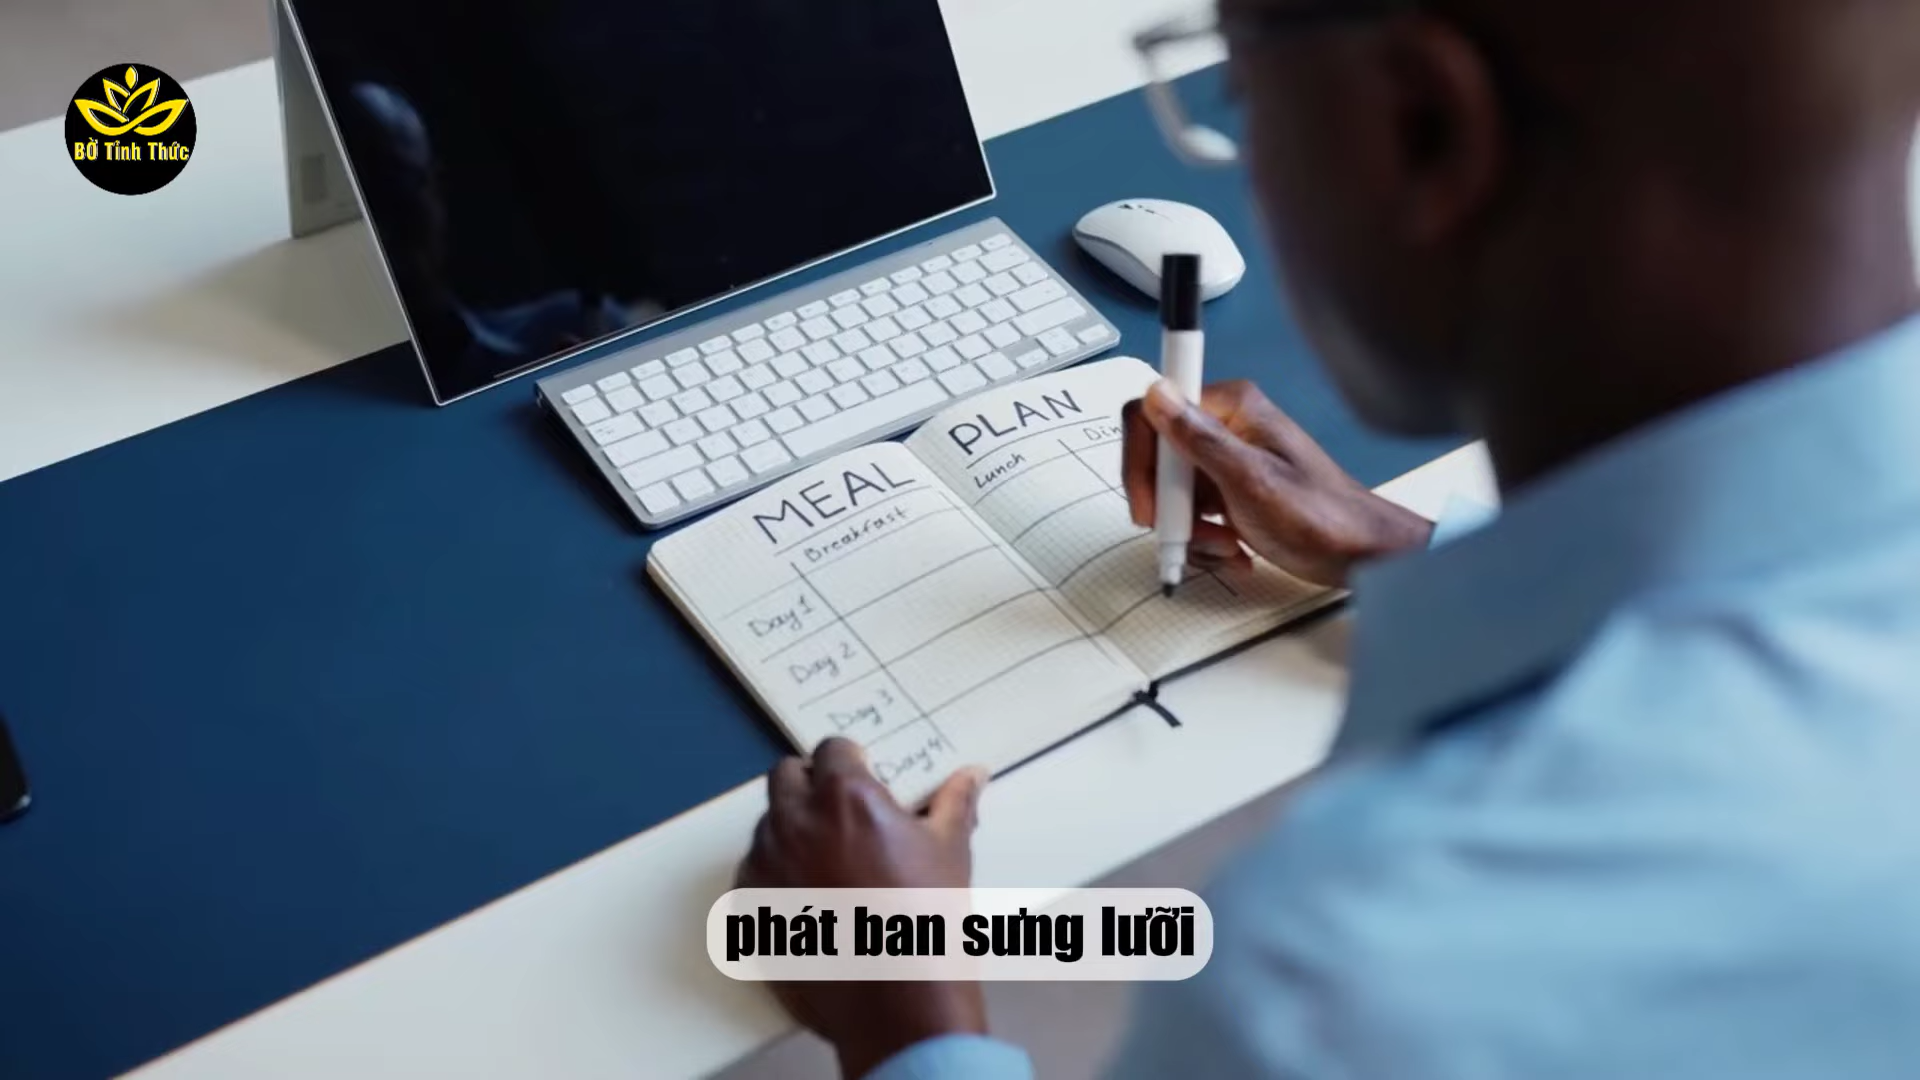 BỜ Tỉnh Thức
MEAL PLAN
Breakfast Lunch
Day 1
Day 2
Day 3
Day 4
phát ban sưng lưỡi